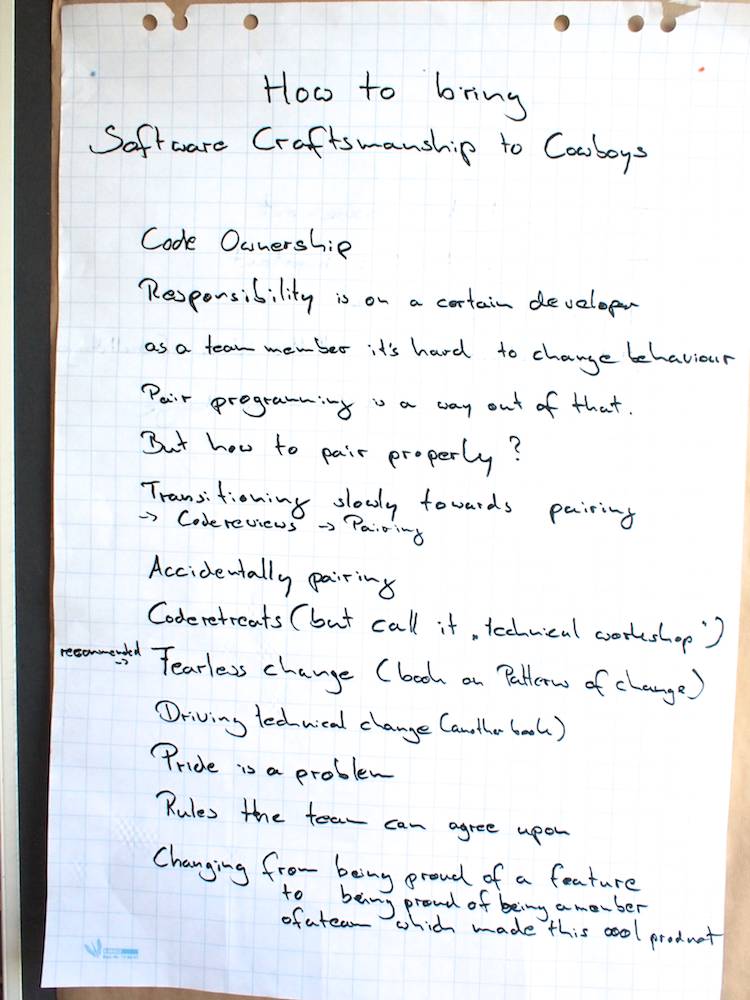 How to bring
Software Craftsmanship to Cowboys
Code Ownership
Responsibility is on a certain developer
as a team member it's hard to change behaviour
Pair programming is a way out of that.
But how to pair properly?
Transitioning slowly towards pairing
-> Codereviews -> Pairing
Accidentally pairing
Coderetreats (but call it „technical workshop")
recommended
-> Fearless change (book on Patterns of change)
Driving technical change (another book)
Pride is a problem
Rules the team can agree upon
Changing from being proud of a feature
to being proud of being a member
of a team which made this cool product